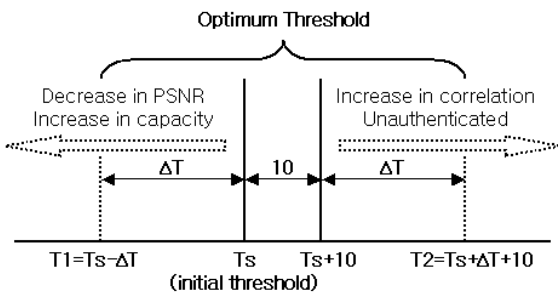 Optimum Threshold
Decrease in PSNR
Increase in capacity
Increase in correlation
Unauthenticated
ΔT
10
ΔT
T1=Ts-ΔT
Ts
Ts+10
T2=Ts+ΔT+10
(initial threshold)